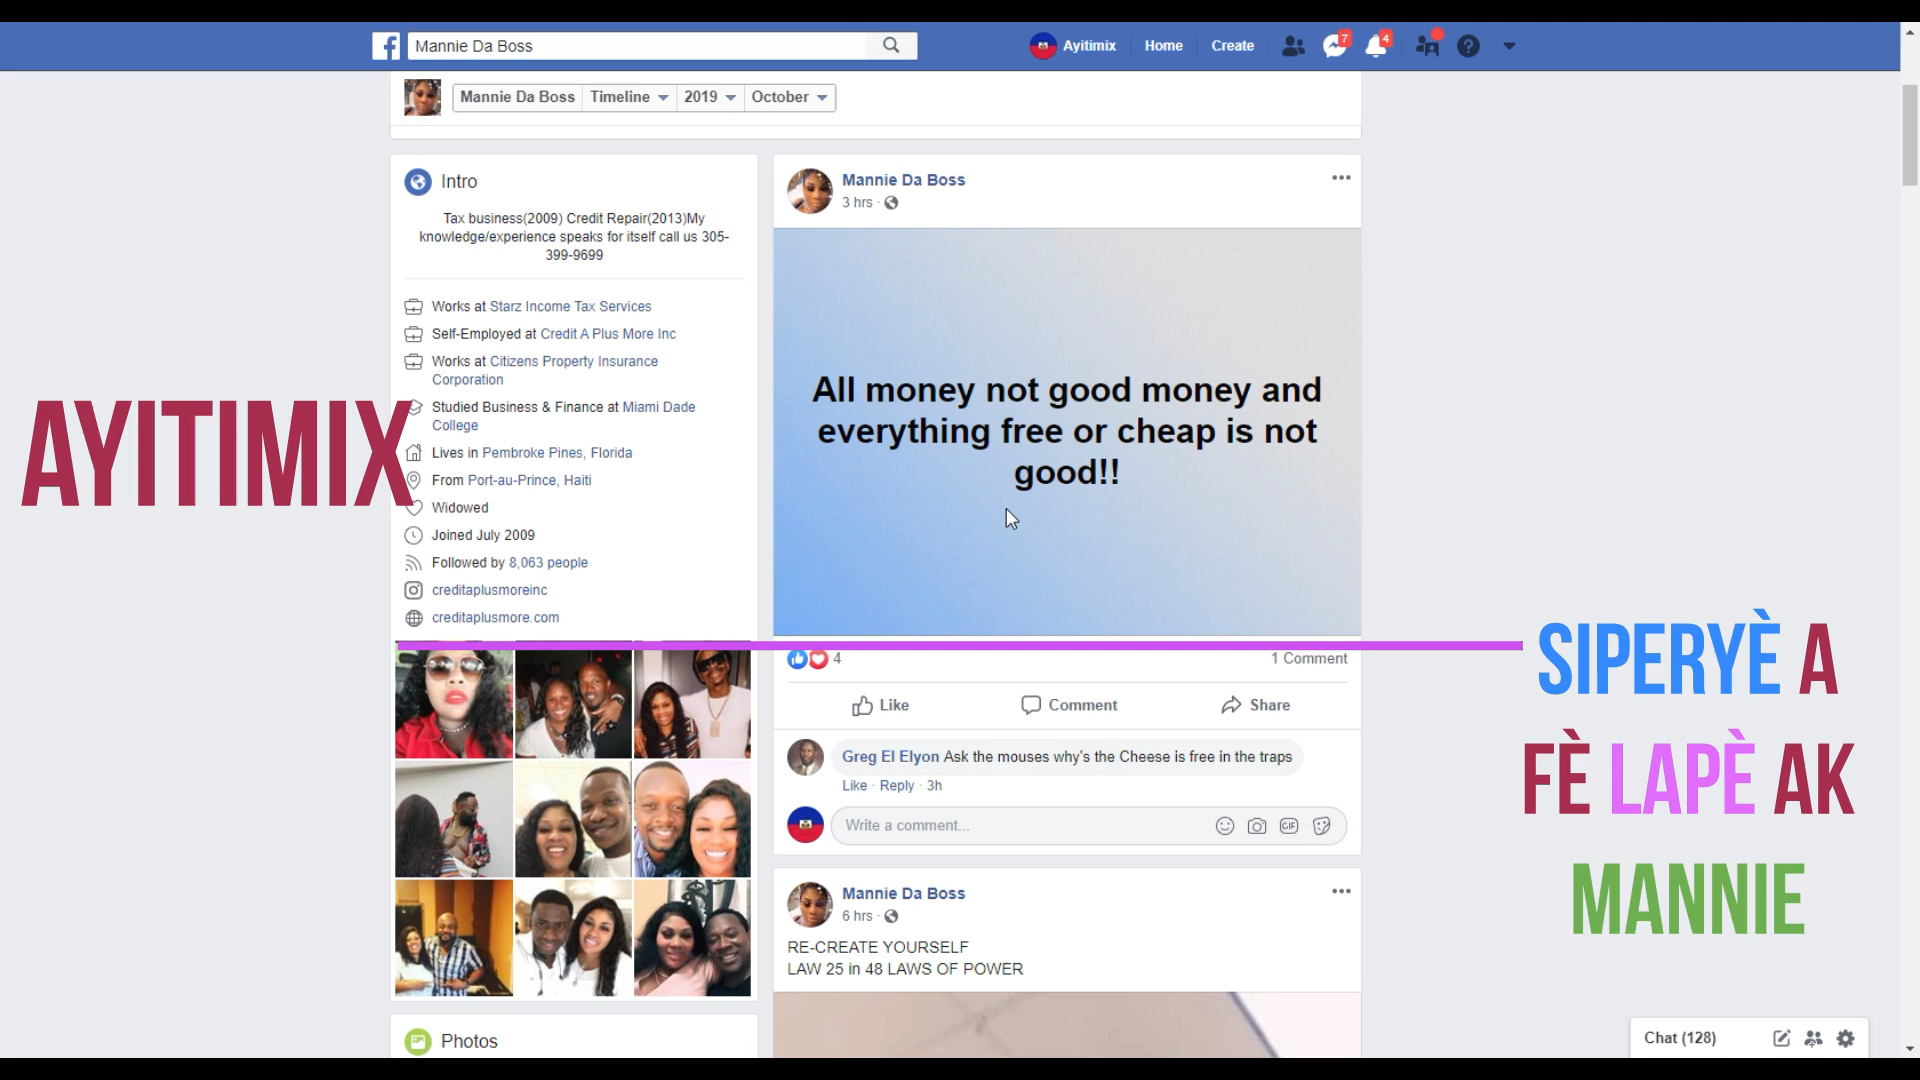 Mannie Da Boss
Ayitimix
Home
Create
7
4
Mannie Da Boss
Timeline
2019
October
Intro
Tax business(2009) Credit Repair(2013)My
knowledge/experience speaks for itself call us 305-
399-9699
Works at Starz Income Tax Services
Self-Employed at Credit A Plus More Inc
Works at Citizens Property Insurance
Corporation
Studied Business & Finance at Miami Dade
College
Lives in Pembroke Pines, Florida
From Port-au-Prince, Haiti
Widowed
Joined July 2009
Followed by 8,063 people
creditaplusmoreinc
creditaplusmore.com
Photos
AYITIMIX
Mannie Da Boss
3 hrs ·
All money not good money and
everything free or cheap is not
good!!
4
1 Comment
Like
Comment
Share
Greg El Elyon Ask the mouses why's the Cheese is free in the traps
Like · Reply · 3h
Write a comment...
GIF
Mannie Da Boss
6 hrs ·
RE-CREATE YOURSELF
LAW 25 in 48 LAWS OF POWER
SIPERYÈ A
FÈ LAPÈ AK
MANNIE
Chat (128)